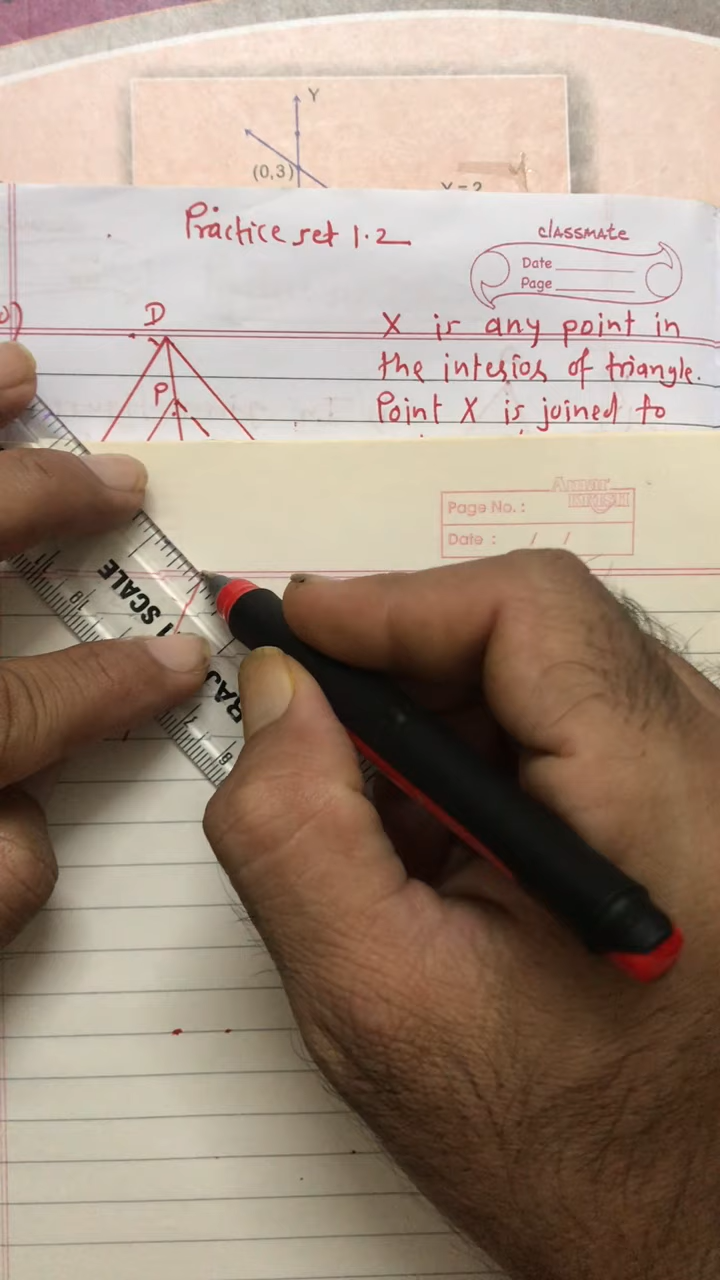 Y
(0,3)
Practice set 1.2
classmate
Date
Page
D
X is any point in
the interior of triangle.
P
Point X is joined to
Page No.:
Date: / /
SCALE